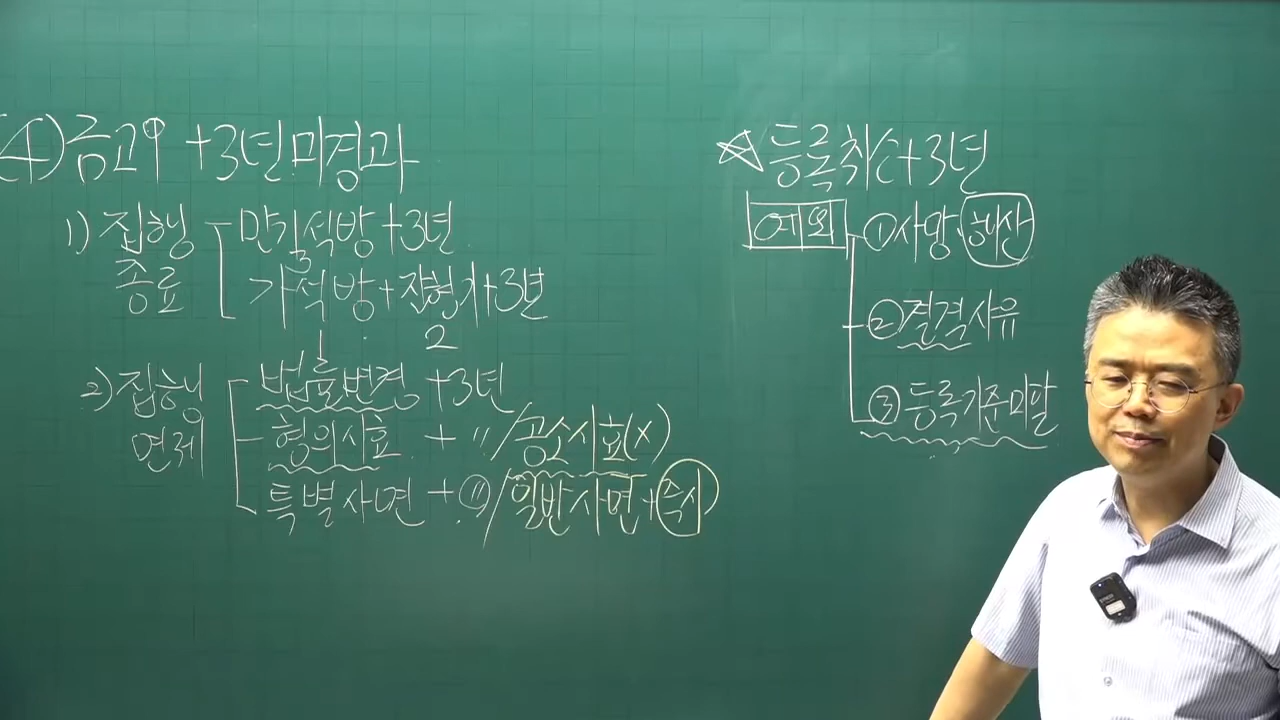 (4) 금고↑ +3년미경과
1) 집행 종료
만기석방+3년
가석방+잔형기+3년
2
2) 집행 면제
법률변경+3년
형의시효 + 〃/공소시효(X)
특별사면+〃/일반사면+즉시)
☆등록취소+3년
예외
①사망·해산
②결격사유
③등록기준미달